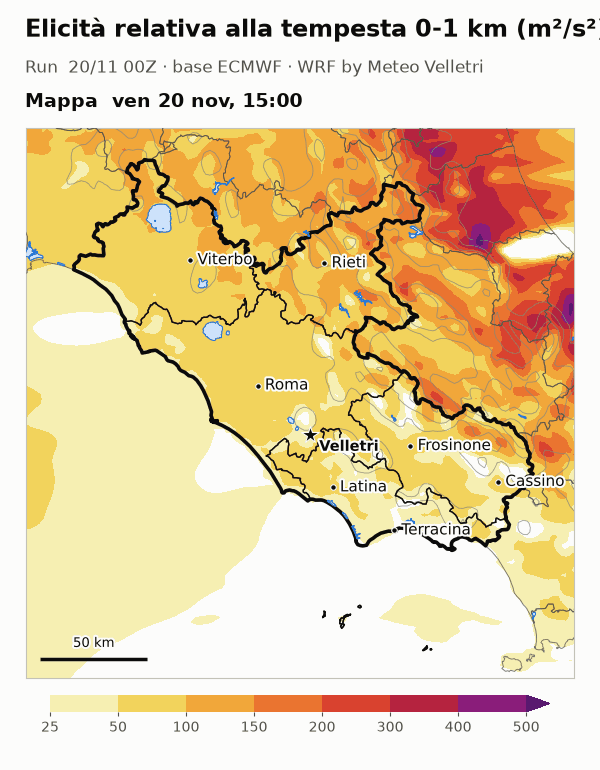 Elicità relativa alla tempesta 0-1 km (m²/s²)
Run 20/11 00Z · base ECMWF · WRF by Meteo Velletri
Mappa ven 20 nov, 15:00
Viterbo
Rieti
Roma
Velletri
Frosinone
Cassino
Latina
Terracina
50 km
25 50 100 150 200 300 400 500